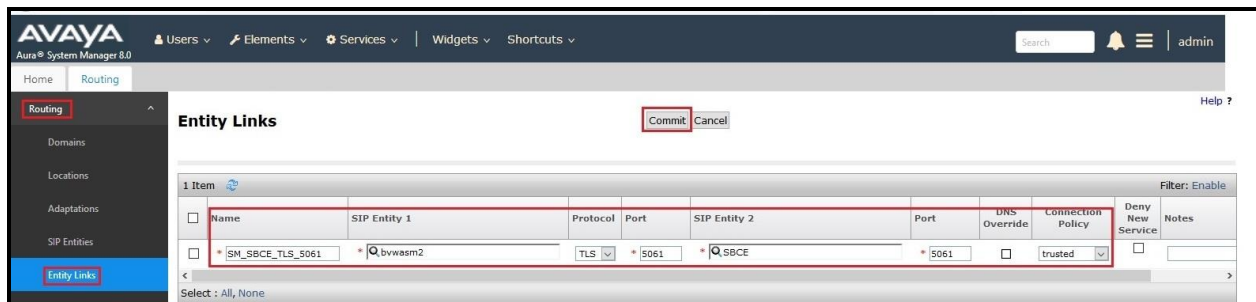 AVAYA
Aura® System Manager 8.0
Users Elements Services | Widgets Shortcuts
Search
admin
Home Routing
Help ?
Routing
Domains
Locations
Adaptations
SIP Entities
Entity Links
Entity Links
Commit Cancel
1 Item
Filter: Enable
Name SIP Entity 1 Protocol Port SIP Entity 2 Port DNS Override Connection Policy Deny New Service Notes
* SM_SBCE_TLS_5061 * bvwasm2 TLS * 5061 * SBCE * 5061 trusted
Select : All, None